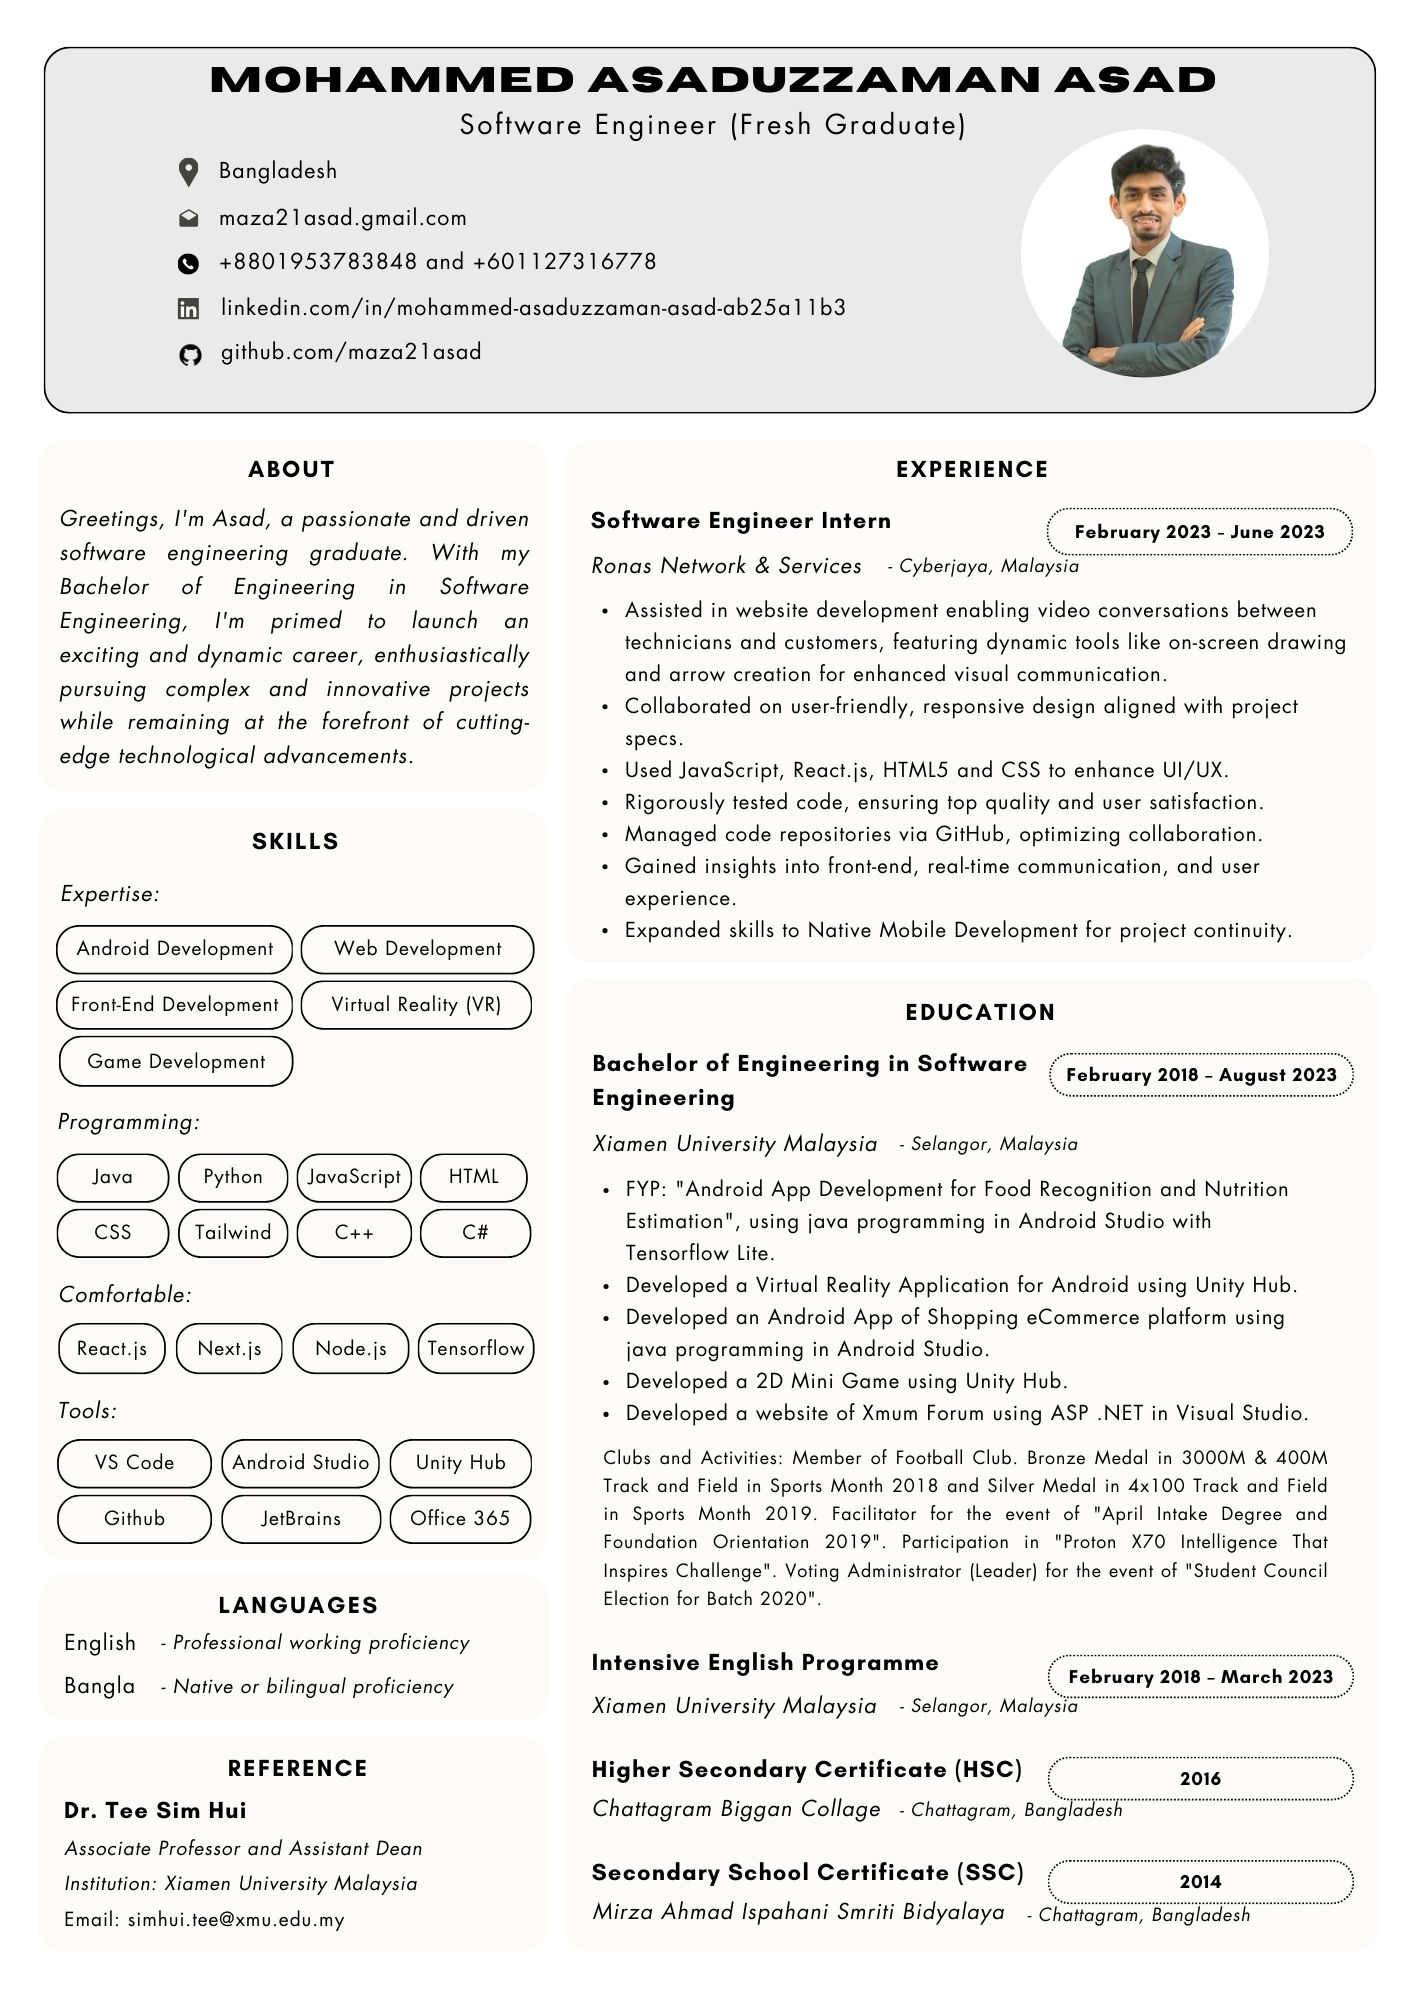 MOHAMMED ASADUZZAMAN ASAD
Software Engineer (Fresh Graduate)
Bangladesh
maza21asad.gmail.com
+8801953783848 and +601127316778
linkedin.com/in/mohammed-asaduzzaman-asad-ab25a11b3
github.com/maza21asad
ABOUT
Greetings, I'm Asad, a passionate and driven
software engineering graduate. With my
Bachelor of Engineering in Software
Engineering, I'm primed to launch an
exciting and dynamic career, enthusiastically
pursuing complex and innovative projects
while remaining at the forefront of cutting-
edge technological advancements.
SKILLS
Expertise:
Android Development Web Development
Front-End Development Virtual Reality (VR)
Game Development
Programming:
Java Python JavaScript HTML
CSS Tailwind C++ C#
Comfortable:
React.js Next.js Node.js Tensorflow
Tools:
VS Code Android Studio Unity Hub
Github JetBrains Office 365
LANGUAGES
English - Professional working proficiency
Bangla - Native or bilingual proficiency
REFERENCE
Dr. Tee Sim Hui
Associate Professor and Assistant Dean
Institution: Xiamen University Malaysia
Email: simhui.tee@xmu.edu.my
EXPERIENCE
Software Engineer Intern
February 2023 – June 2023
Ronas Network & Services - Cyberjaya, Malaysia
• Assisted in website development enabling video conversations between
technicians and customers, featuring dynamic tools like on-screen drawing
and arrow creation for enhanced visual communication.
• Collaborated on user-friendly, responsive design aligned with project
specs.
• Used JavaScript, React.js, HTML5 and CSS to enhance UI/UX.
• Rigorously tested code, ensuring top quality and user satisfaction.
• Managed code repositories via GitHub, optimizing collaboration.
• Gained insights into front-end, real-time communication, and user
experience.
• Expanded skills to Native Mobile Development for project continuity.
EDUCATION
Bachelor of Engineering in Software
Engineering
February 2018 – August 2023
Xiamen University Malaysia - Selangor, Malaysia
• FYP: "Android App Development for Food Recognition and Nutrition
Estimation", using java programming in Android Studio with
Tensorflow Lite.
• Developed a Virtual Reality Application for Android using Unity Hub.
• Developed an Android App of Shopping eCommerce platform using
java programming in Android Studio.
• Developed a 2D Mini Game using Unity Hub.
• Developed a website of Xmum Forum using ASP .NET in Visual Studio.
Clubs and Activities: Member of Football Club. Bronze Medal in 3000M & 400M
Track and Field in Sports Month 2018 and Silver Medal in 4x100 Track and Field
in Sports Month 2019. Facilitator for the event of "April Intake Degree and
Foundation Orientation 2019". Participation in "Proton X70 Intelligence That
Inspires Challenge". Voting Administrator (Leader) for the event of "Student Council
Election for Batch 2020".
Intensive English Programme
February 2018 – March 2023
Xiamen University Malaysia - Selangor, Malaysia
Higher Secondary Certificate (HSC)
2016
Chattagram Biggan Collage - Chattagram, Bangladesh
Secondary School Certificate (SSC)
2014
Mirza Ahmad Ispahani Smriti Bidyalaya - Chattagram, Bangladesh